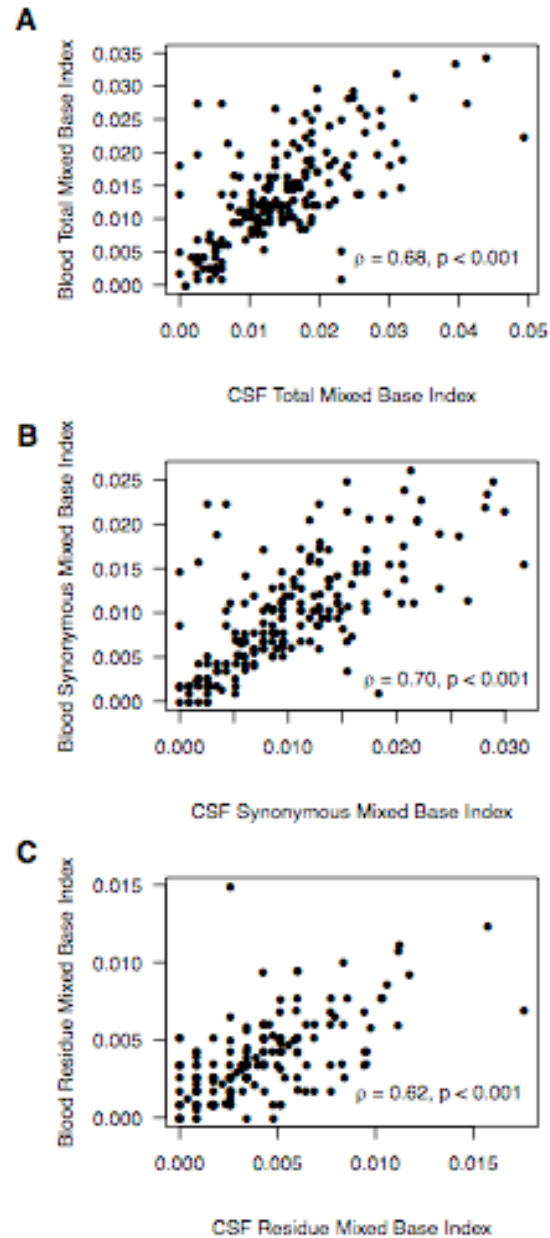 A
Blood Total Mixed Base Index
0.035
0.030
0.025
0.020
0.015
0.010
0.005
0.000
ρ = 0.68, p < 0.001
0.00 0.01 0.02 0.03 0.04 0.05
CSF Total Mixed Base Index
B
Blood Synonymous Mixed Base Index
0.025
0.020
0.015
0.010
0.005
0.000
ρ = 0.70, p < 0.001
0.000 0.010 0.020 0.030
CSF Synonymous Mixed Base Index
C
Blood Residue Mixed Base Index
0.015
0.010
0.005
0.000
ρ = 0.62, p < 0.001
0.000 0.005 0.010 0.015
CSF Residue Mixed Base Index